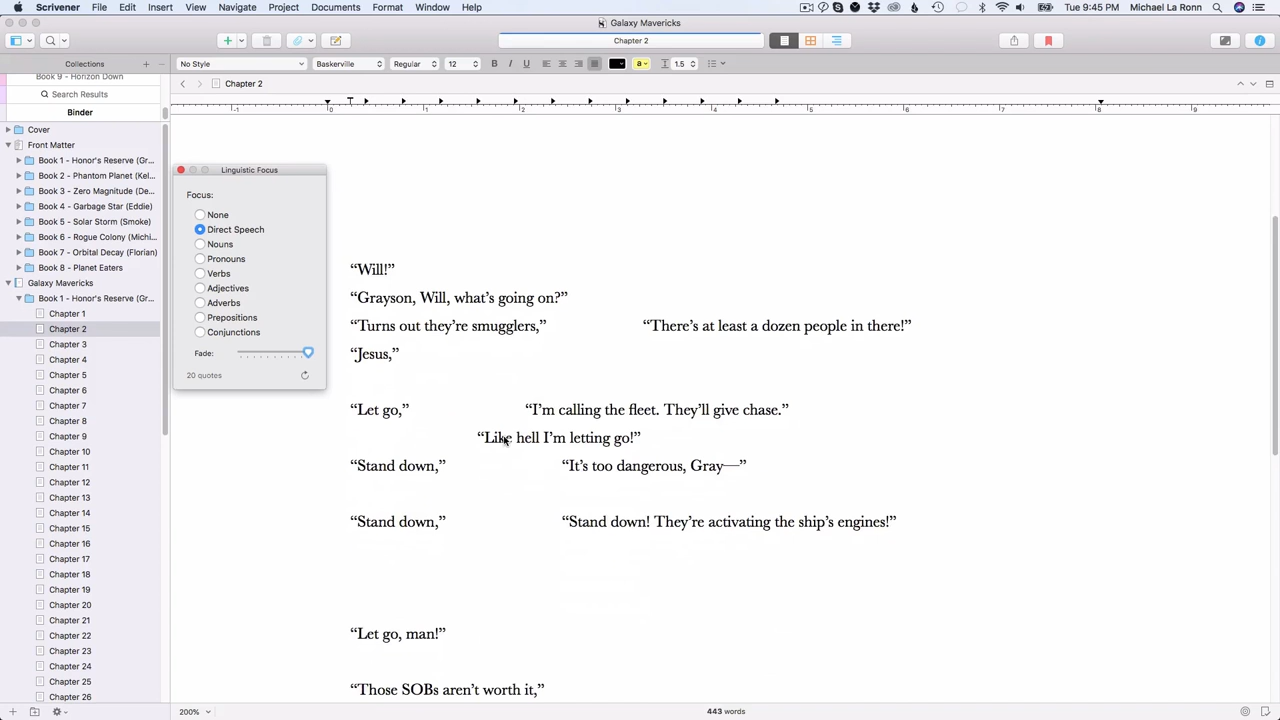 Scrivener File Edit Insert View Navigate Project Documents Format Window Help Tue 9:45 PM Michael La Ronn
Galaxy Mavericks
Chapter 2
Collections
No Style Baskerville Regular 12 B I U a 1.5
Book 9 - Horizon Down
Search Results
Binder
Chapter 2
-1 0 1 2 3 4 5 6 7 8 9
Cover
Front Matter
Book 1 - Honor's Reserve (Gr...
Book 2 - Phantom Planet (Kel...
Book 3 - Zero Magnitude (De...
Book 4 - Garbage Star (Eddie)
Book 5 - Solar Storm (Smoke)
Book 6 - Rogue Colony (Michi...
Book 7 - Orbital Decay (Florian)
Book 8 - Planet Eaters
Galaxy Mavericks
Book 1 - Honor's Reserve (Gr...
Chapter 1
Chapter 2
Chapter 3
Chapter 4
Chapter 5
Chapter 6
Chapter 7
Chapter 8
Chapter 9
Chapter 10
Chapter 11
Chapter 12
Chapter 13
Chapter 14
Chapter 15
Chapter 16
Chapter 17
Chapter 18
Chapter 19
Chapter 20
Chapter 21
Chapter 22
Chapter 23
Chapter 24
Chapter 25
Chapter 26
Linguistic Focus
Focus:
None
Direct Speech
Nouns
Pronouns
Verbs
Adjectives
Adverbs
Prepositions
Conjunctions
Fade:
20 quotes
“Will!”
“Grayson, Will, what’s going on?”
“Turns out they’re smugglers,” “There’s at least a dozen people in there!”
“Jesus,”
“Let go,” “I’m calling the fleet. They’ll give chase.”
“Like hell I’m letting go!”
“Stand down,” “It’s too dangerous, Gray—”
“Stand down,” “Stand down! They’re activating the ship’s engines!”
“Let go, man!”
“Those SOBs aren’t worth it,”
200% 443 words